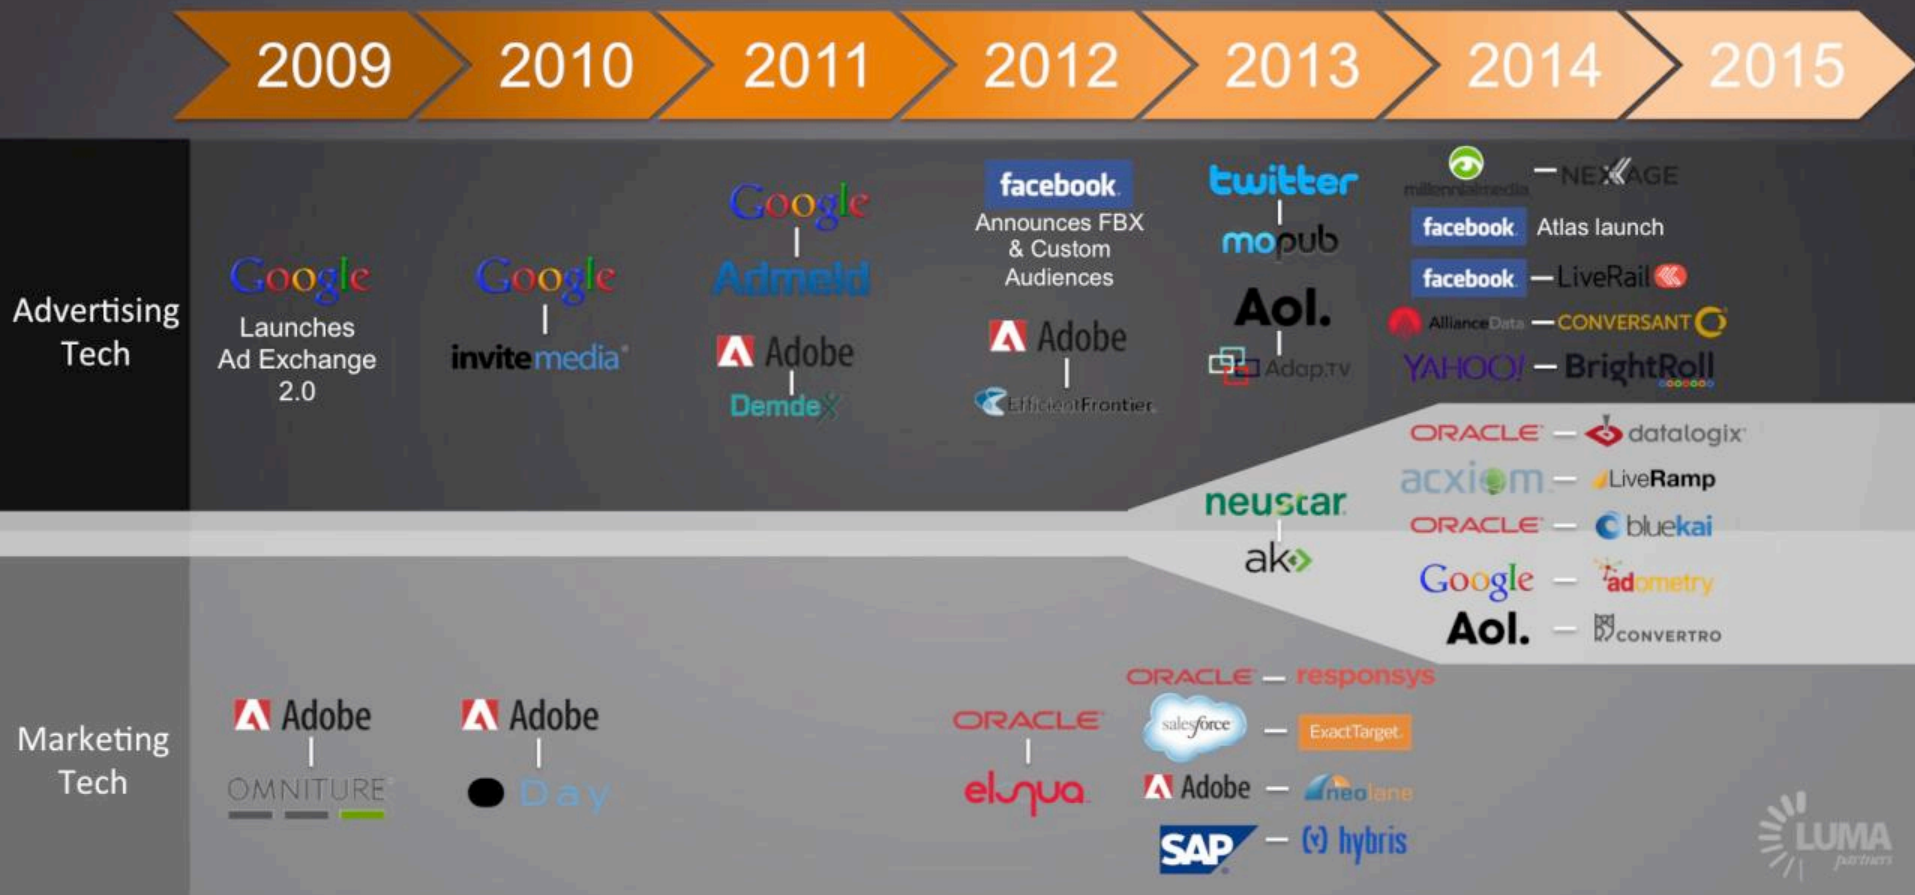 2009 2010 2011 2012 2013 2014 2015
Advertising
Tech
Google
Launches
Ad Exchange
2.0
Google
invitemedia
Google
Admeld
Adobe
Demdex
facebook
Announces FBX
& Custom
Audiences
Adobe
EfficientFrontier
twitter
mopub
Aol.
Adap.TV
millennialmedia — NEXAGE
facebook Atlas launch
facebook — LiveRail
AllianceData — CONVERSANT
YAHOO! — BrightRoll
neustar
ak
ORACLE — datalogix
acxiom — LiveRamp
ORACLE — bluekai
Google — adometry
Aol. — CONVERTRO
Marketing
Tech
Adobe
OMNITURE
Adobe
Day
ORACLE
eloqua
ORACLE — responsys
salesforce — ExactTarget
Adobe — neolane
SAP — (v) hybris
LUMA
partners